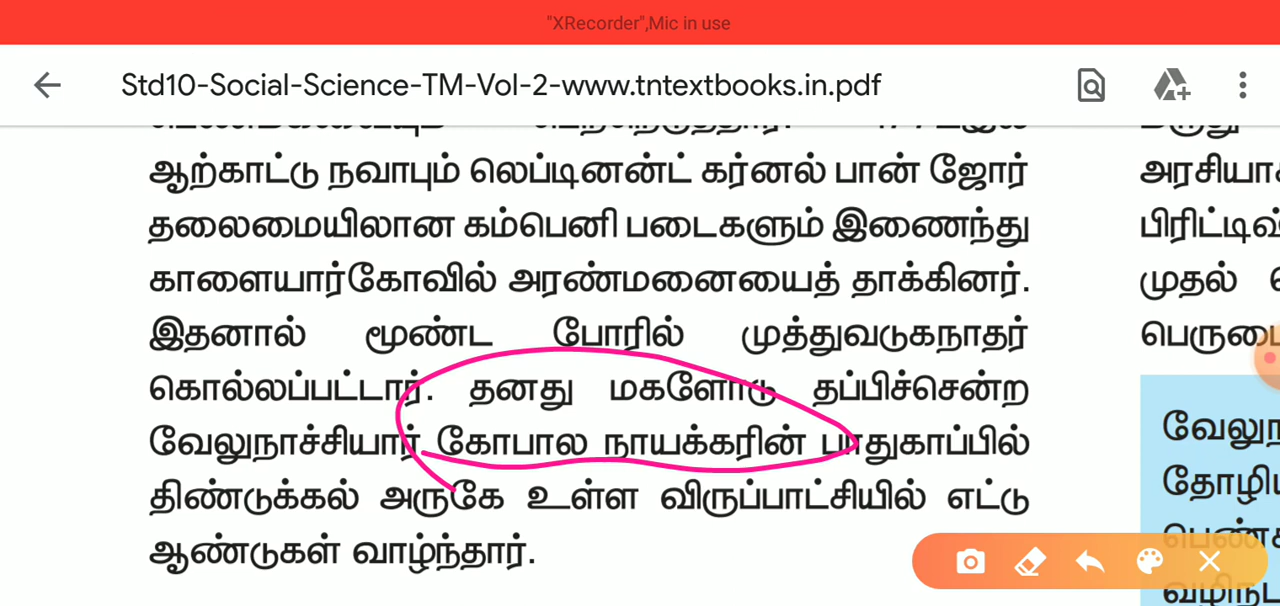 "XRecorder",Mic in use
Std10-Social-Science-TM-Vol-2-www.tntextbooks.in.pdf
ஆற்காட்டு நவாபும் லெப்டினன்ட் கர்னல் பான் ஜோர்
தலைமையிலான கம்பெனி படைகளும் இணைந்து
காளையார்கோவில் அரண்மனையைத் தாக்கினர்.
இதனால் மூண்ட போரில் முத்துவடுகநாதர்
கொல்லப்பட்டார். தனது மகளோடு தப்பிச்சென்ற
வேலுநாச்சியார் கோபால நாயக்கரின் பாதுகாப்பில்
திண்டுக்கல் அருகே உள்ள விருப்பாட்சியில் எட்டு
ஆண்டுகள் வாழ்ந்தார்.
முதல்